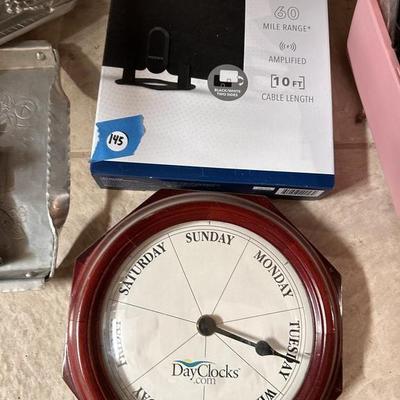 60
MILE RANGE*
AMPLIFIED
10 FT
CABLE LENGTH
BLACK/WHITE
TWO SIDES
145
SUNDAY
MONDAY
TUESDAY
SATURDAY
DayClocks
.com